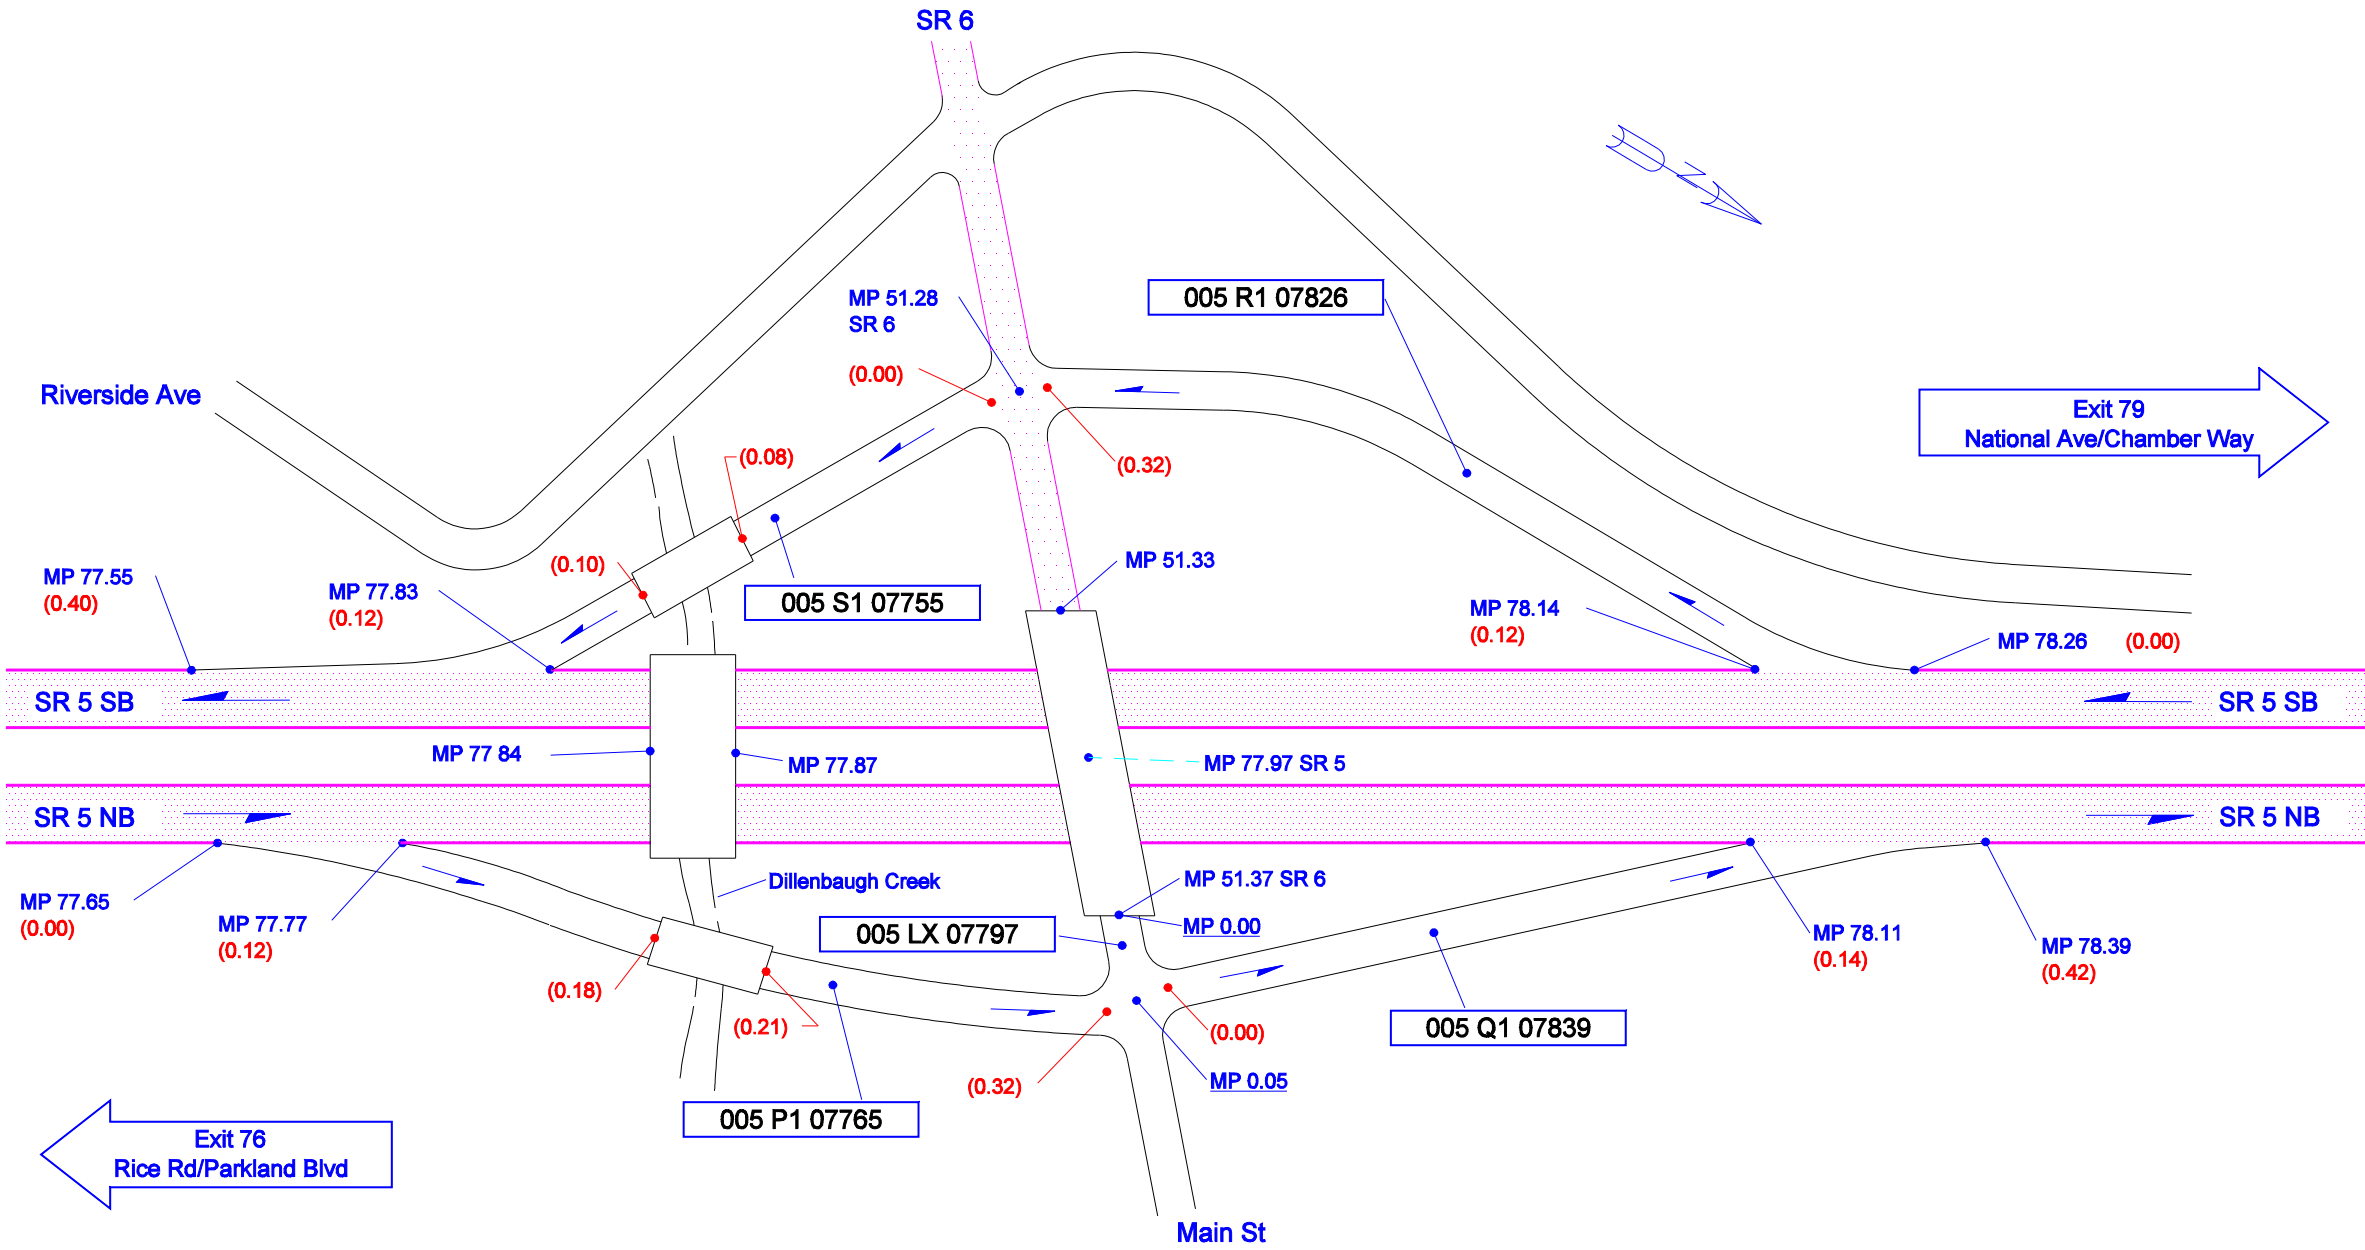 SR 6
N
MP 51.28
SR 6
005 R1 07826
(0.00)
Riverside Ave
Exit 79
National Ave/Chamber Way
(0.08)
(0.32)
(0.10)
MP 51.33
MP 77.55
(0.40)
MP 77.83
(0.12)
005 S1 07755
MP 78.14
(0.12)
MP 78.26
(0.00)
SR 5 SB
SR 5 SB
MP 77 84
MP 77.87
MP 77.97 SR 5
SR 5 NB
SR 5 NB
Dillenbaugh Creek
MP 51.37 SR 6
MP 77.65
(0.00)
MP 77.77
(0.12)
005 LX 07797
MP 0.00
MP 78.11
(0.14)
MP 78.39
(0.42)
(0.18)
(0.21)
(0.00)
005 Q1 07839
(0.32)
MP 0.05
005 P1 07765
Exit 76
Rice Rd/Parkland Blvd
Main St